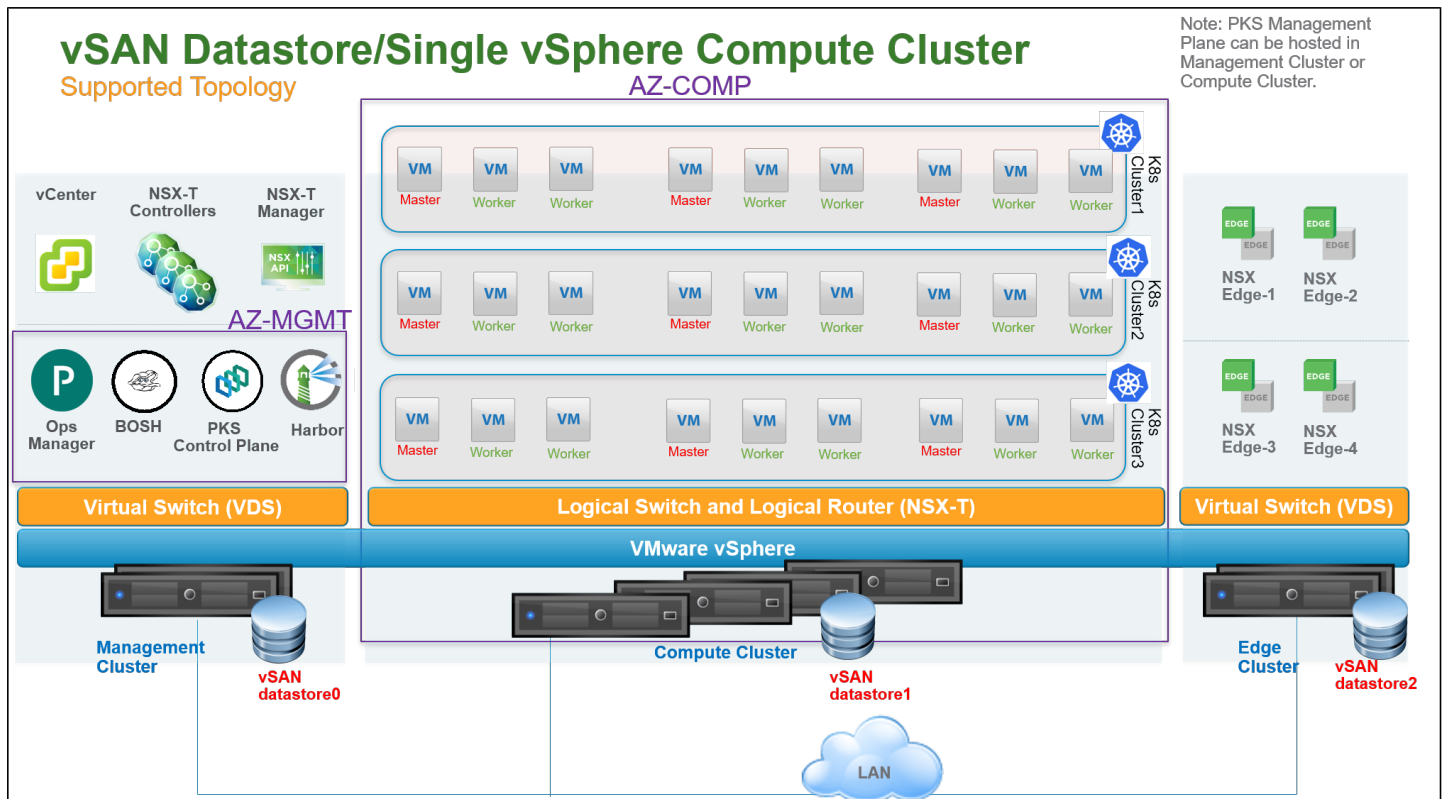 vSAN Datastore/Single vSphere Compute Cluster
Supported Topology
AZ-COMP
Note: PKS Management
Plane can be hosted in
Management Cluster or
Compute Cluster.
vCenter
NSX-T
Controllers
NSX-T
Manager
NSX
API
AZ-MGMT
P
Ops
Manager
BOSH
PKS
Control Plane
Harbor
VM VM VM VM VM VM VM VM VM
Master Worker Worker Master Worker Worker Master Worker Worker
K8s
Cluster1
VM VM VM VM VM VM VM VM VM
Master Worker Worker Master Worker Worker Master Worker Worker
K8s
Cluster2
VM VM VM VM VM VM VM VM VM
Master Worker Worker Master Worker Worker Master Worker Worker
K8s
Cluster3
EDGE
EDGE
NSX
Edge-1
EDGE
EDGE
NSX
Edge-2
EDGE
EDGE
NSX
Edge-3
EDGE
EDGE
NSX
Edge-4
Virtual Switch (VDS)
Logical Switch and Logical Router (NSX-T)
Virtual Switch (VDS)
VMware vSphere
Management
Cluster
vSAN
datastore0
Compute Cluster
vSAN
datastore1
Edge
Cluster
vSAN
datastore2
LAN